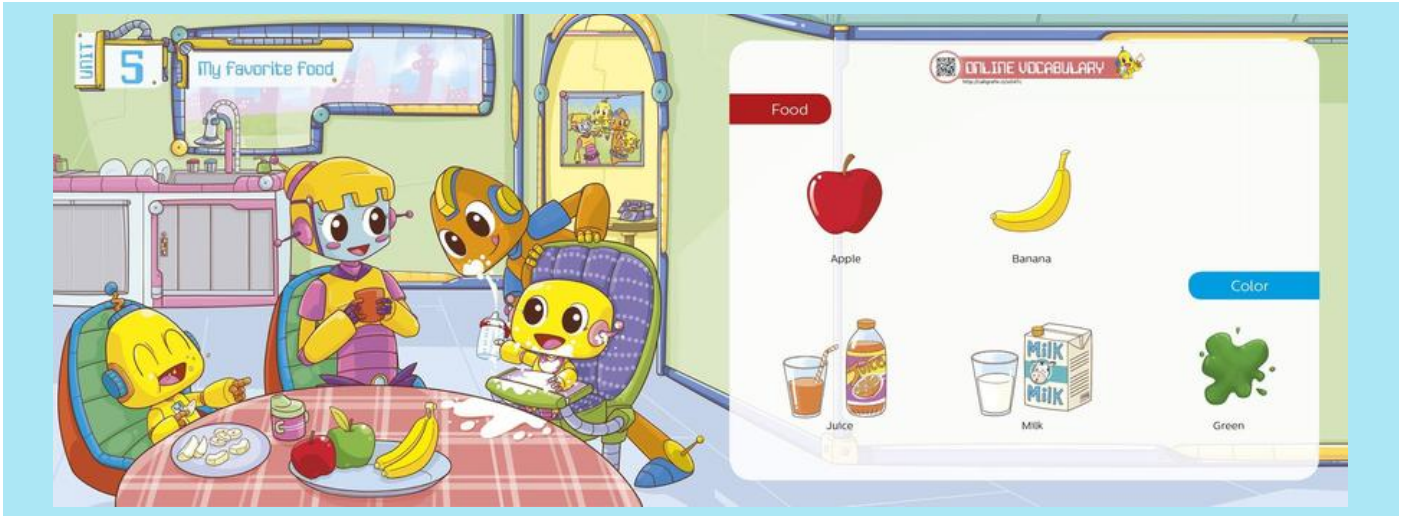 UNIT
5.
My favorite food
ONLINE VOCABULARY
Food
Apple
Banana
Color
JUICE
MilK
MilK
Juice
Milk
Green